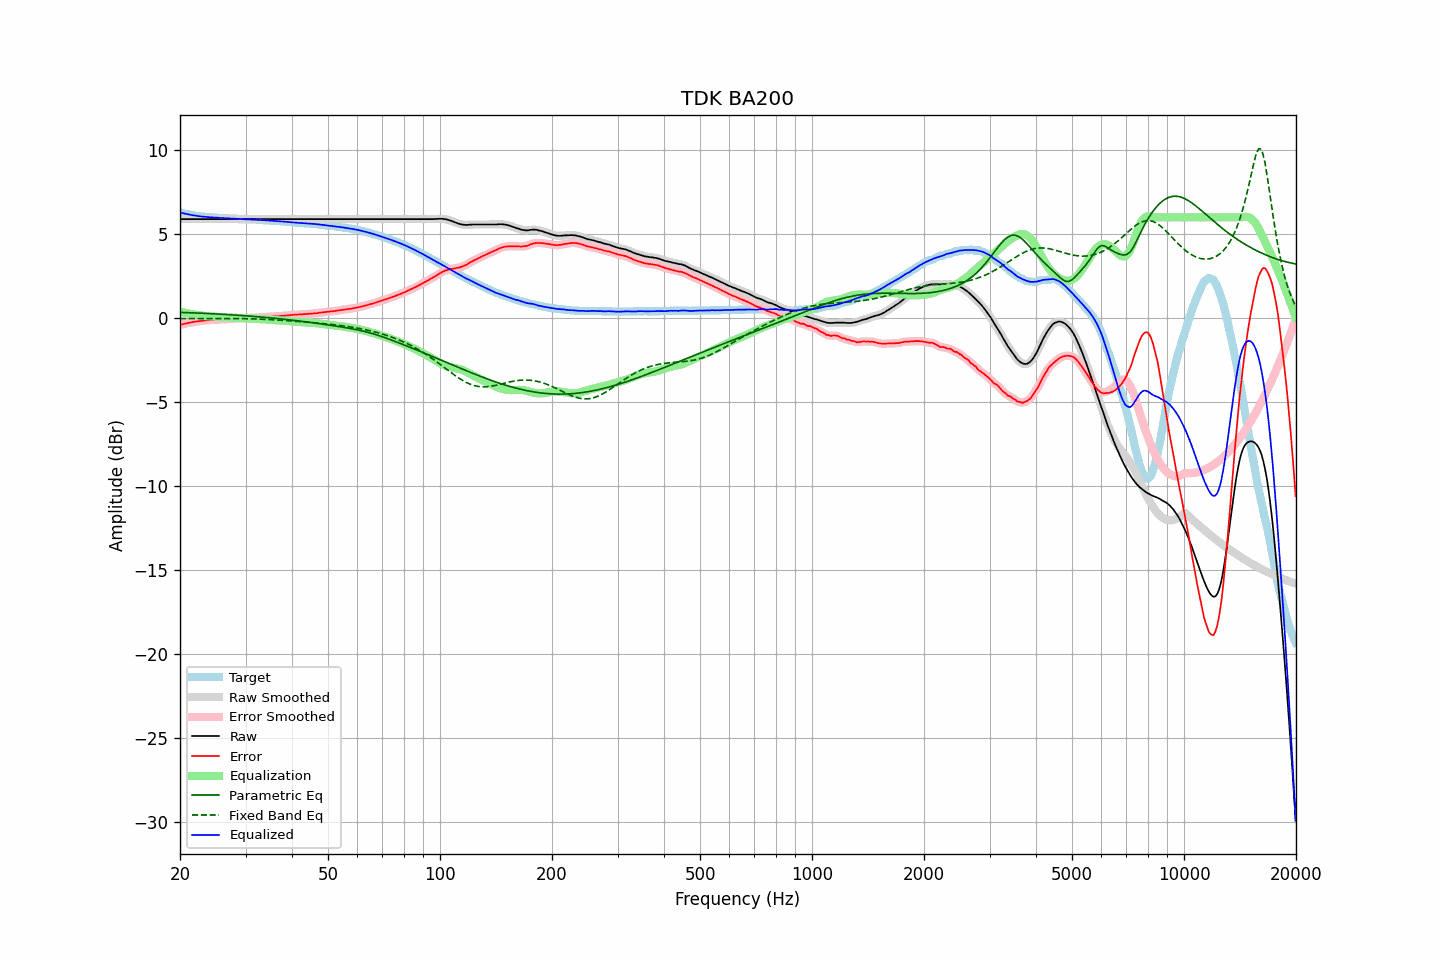 TDK BA200
Amplitude (dBr)
10
5
0
−5
−10
−15
−20
−25
−30
Target
Raw Smoothed
Error Smoothed
Raw
Error
Equalization
Parametric Eq
Fixed Band Eq
Equalized
20 50 100 200 500 1000 2000 5000 10000 20000
Frequency (Hz)